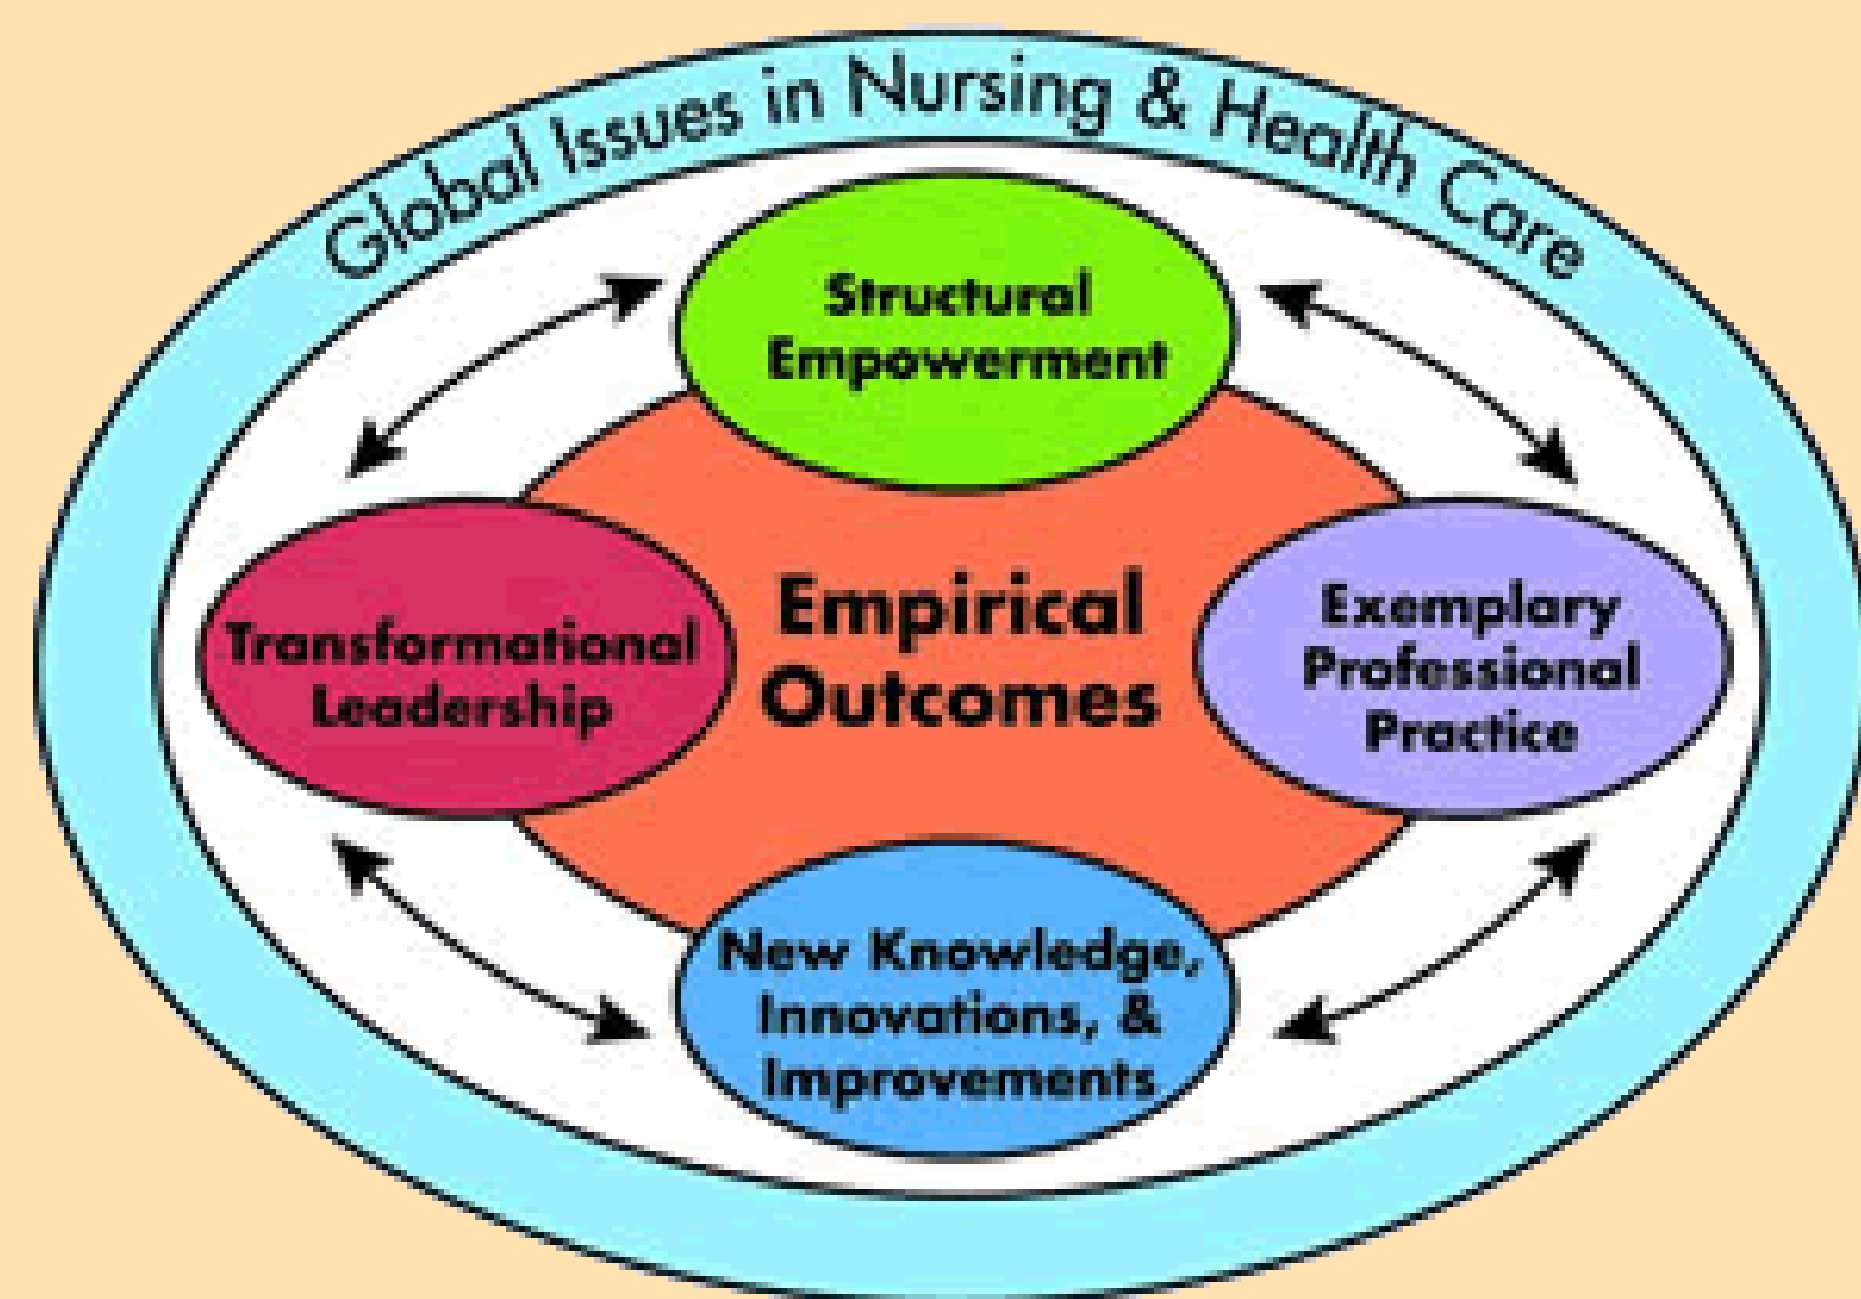 Global Issues in Nursing & Health Care
Structural
Empowerment
Transformational
Leadership
Empirical
Outcomes
Exemplary
Professional
Practice
New Knowledge,
Innovations, &
Improvements